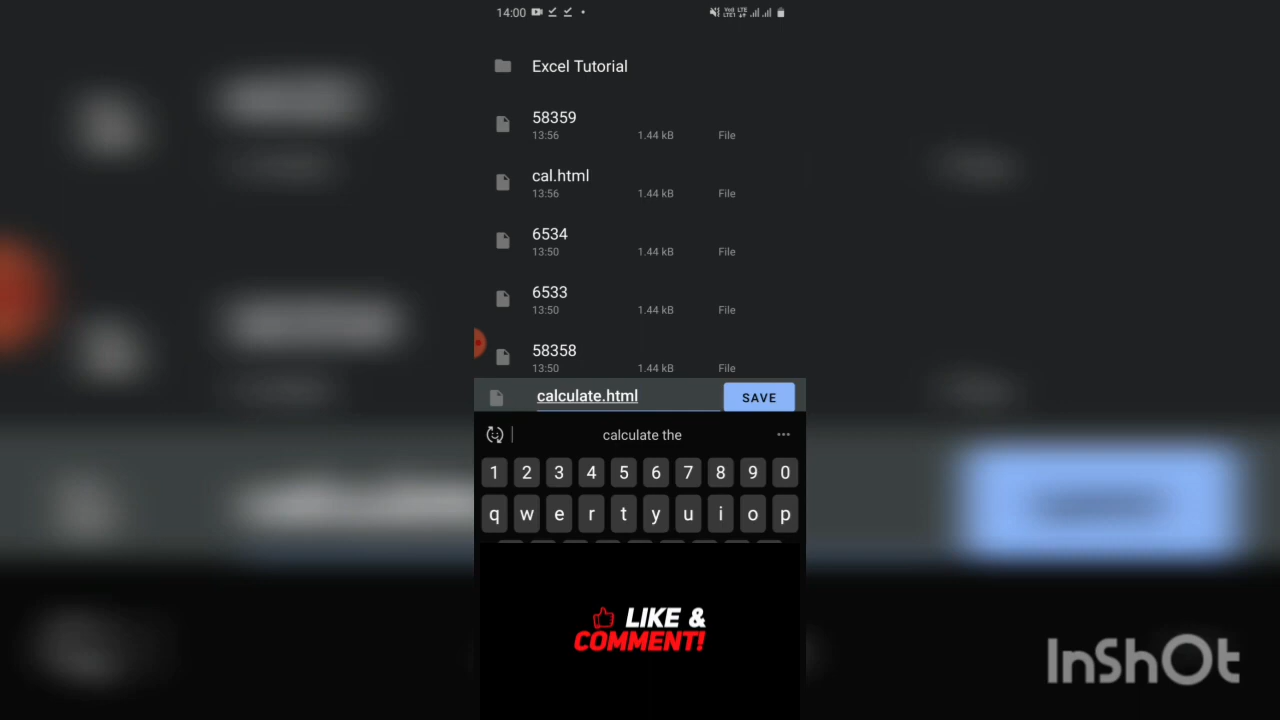 14:00
Excel Tutorial
58359
13:56 1.44 kB File
cal.html
13:56 1.44 kB File
6534
13:50 1.44 kB File
6533
13:50 1.44 kB File
58358
13:50 1.44 kB File
calculate.html SAVE
calculate the
1 2 3 4 5 6 7 8 9 0
q w e r t y u i o p
LIKE &
COMMENT!
InShOt